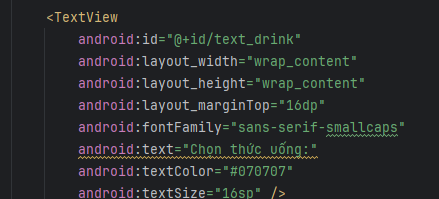 <TextView
android:id="@+id/text_drink"
android:layout_width="wrap_content"
android:layout_height="wrap_content"
android:layout_marginTop="16dp"
android:fontFamily="sans-serif-smallcaps"
android:text="Chọn thức uống:"
android:textColor="#070707"
android:textSize="16sp" />